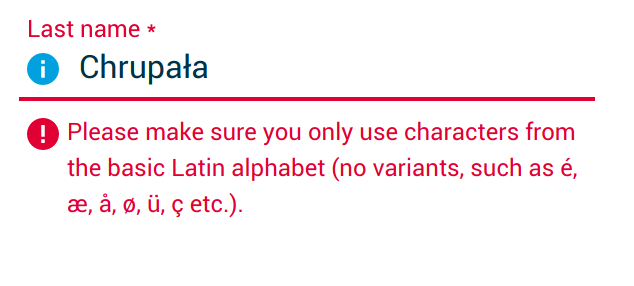 Last name *
Chrupała
Please make sure you only use characters from
the basic Latin alphabet (no variants, such as é,
æ, å, ø, ü, ç etc.).